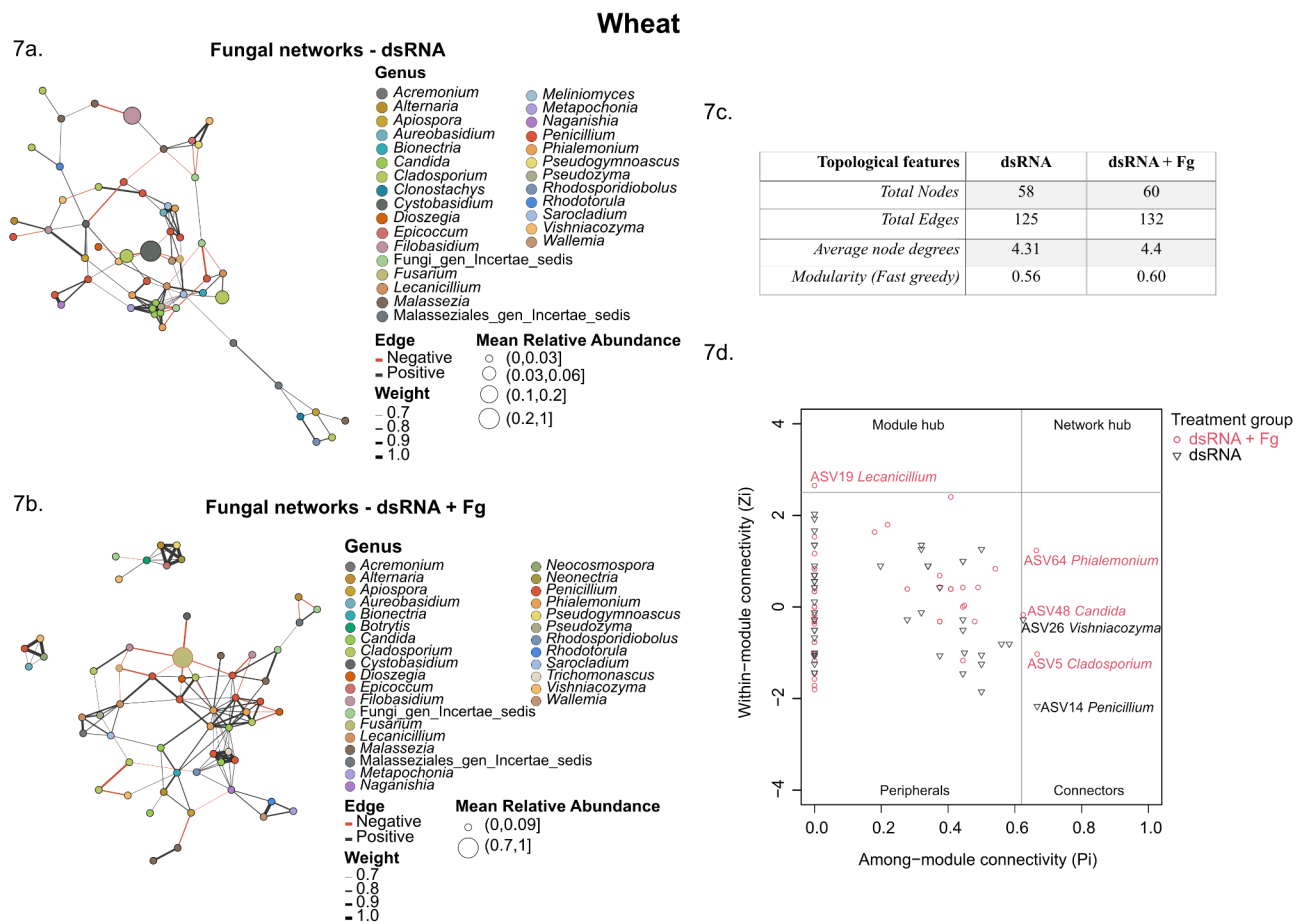 Wheat
7a.
Fungal networks - dsRNA
Genus
Acremonium
Alternaria
Apiospora
Aureobasidium
Bionectria
Candida
Cladosporium
Clonostachys
Cystobasidium
Dioszegia
Epicoccum
Filobasidium
Fungi_gen_Incertae_sedis
Fusarium
Lecanicillium
Malassezia
Malasseziales_gen_Incertae_sedis
Meliniomyces
Metapochonia
Naganishia
Penicillium
Phialemonium
Pseudogymnoascus
Pseudozyma
Rhodosporidiobolus
Rhodotorula
Sarocladium
Vishniacozyma
Wallemia
Edge
Negative
Positive
Weight
0.7
0.8
0.9
1.0
Mean Relative Abundance
(0,0.03]
(0.03,0.06]
(0.1,0.2]
(0.2,1]
7b.
Fungal networks - dsRNA + Fg
Genus
Acremonium
Alternaria
Apiospora
Aureobasidium
Bionectria
Botrytis
Candida
Cladosporium
Cystobasidium
Dioszegia
Epicoccum
Filobasidium
Fungi_gen_Incertae_sedis
Fusarium
Lecanicillium
Malassezia
Malasseziales_gen_Incertae_sedis
Metapochonia
Naganishia
Neocosmospora
Neonectria
Penicillium
Phialemonium
Pseudogymnoascus
Pseudozyma
Rhodosporidiobolus
Rhodotorula
Sarocladium
Trichomonascus
Vishniacozyma
Wallemia
Edge
Negative
Positive
Weight
0.7
0.8
0.9
1.0
Mean Relative Abundance
(0,0.09]
(0.7,1]
7c.
Topological features dsRNA dsRNA + Fg
Total Nodes 58 60
Total Edges 125 132
Average node degrees 4.31 4.4
Modularity (Fast greedy) 0.56 0.60
7d.
Module hub
Network hub
Treatment group
dsRNA + Fg
dsRNA
ASV19 Lecanicillium
ASV64 Phialemonium
ASV48 Candida
ASV26 Vishniacozyma
ASV5 Cladosporium
ASV14 Penicillium
Peripherals
Connectors
4
2
0
−2
−4
Within-module connectivity (Zi)
0.0 0.2 0.4 0.6 0.8 1.0
Among-module connectivity (Pi)